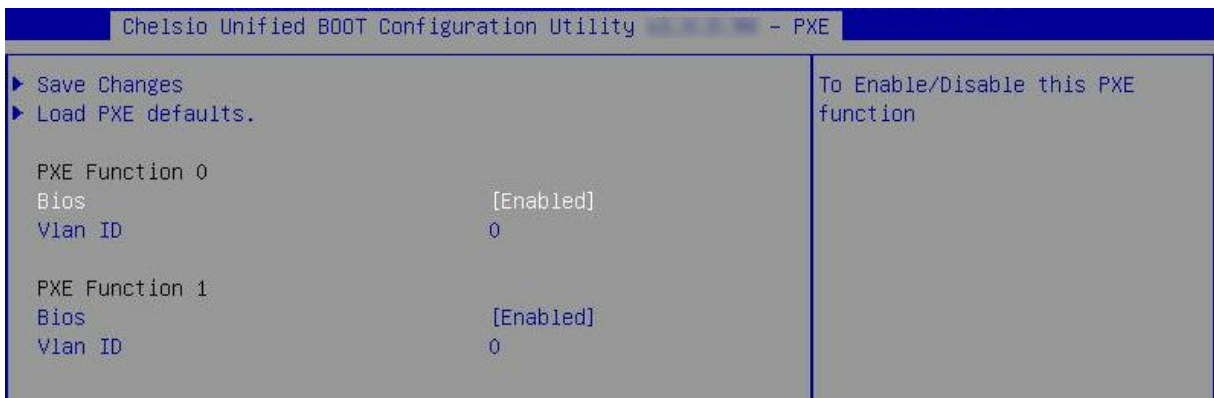 Chelsio Unified BOOT Configuration Utility - PXE
Save Changes
Load PXE defaults.
PXE Function 0
Bios [Enabled]
Vlan ID 0
PXE Function 1
Bios [Enabled]
Vlan ID 0
To Enable/Disable this PXE
function